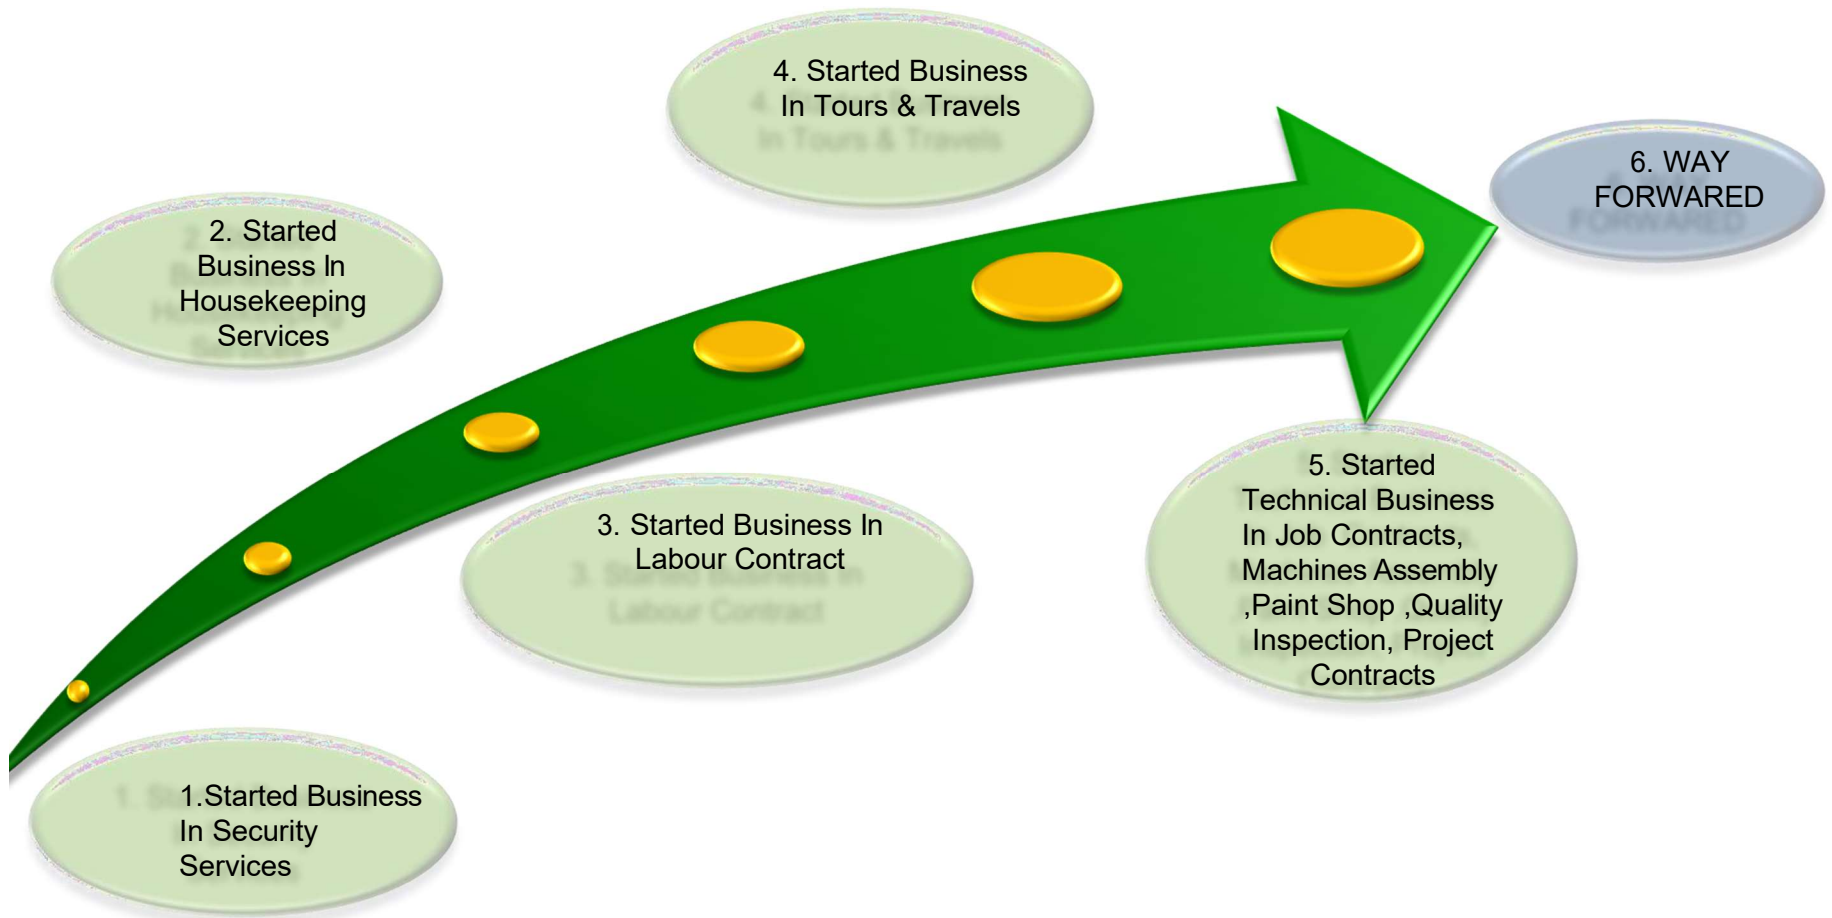 1.Started Business
In Security
Services
2. Started
Business In
Housekeeping
Services
3. Started Business In
Labour Contract
4. Started Business
In Tours & Travels
5. Started
Technical Business
In Job Contracts,
Machines Assembly
,Paint Shop ,Quality
Inspection, Project
Contracts
6. WAY
FORWARED